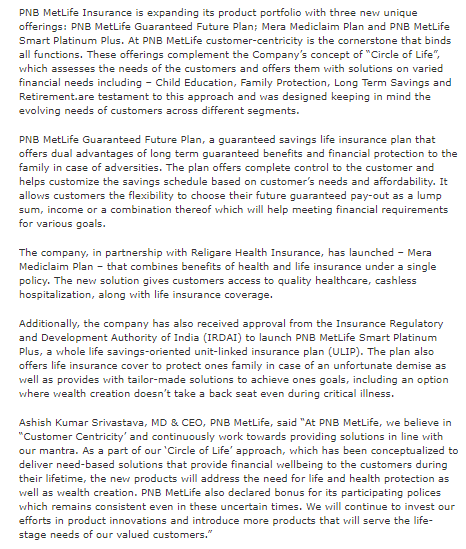 PNB MetLife Insurance is expanding its product portfolio with three new unique
offerings: PNB MetLife Guaranteed Future Plan; Mera Mediclaim Plan and PNB MetLife
Smart Platinum Plus. At PNB MetLife customer-centricity is the cornerstone that binds
all functions. These offerings complement the Company's concept of "Circle of Life",
which assesses the needs of the customers and offers them with solutions on varied
financial needs including – Child Education, Family Protection, Long Term Savings and
Retirement.are testament to this approach and was designed keeping in mind the
evolving needs of customers across different segments.
PNB MetLife Guaranteed Future Plan, a guaranteed savings life insurance plan that
offers dual advantages of long term guaranteed benefits and financial protection to the
family in case of adversities. The plan offers complete control to the customer and
helps customize the savings schedule based on customer's needs and affordability. It
allows customers the flexibility to choose their future guaranteed pay-out as a lump
sum, income or a combination thereof which will help meeting financial requirements
for various goals.
The company, in partnership with Religare Health Insurance, has launched – Mera
Mediclaim Plan – that combines benefits of health and life insurance under a single
policy. The new solution gives customers access to quality healthcare, cashless
hospitalization, along with life insurance coverage.
Additionally, the company has also received approval from the Insurance Regulatory
and Development Authority of India (IRDAI) to launch PNB MetLife Smart Platinum
Plus, a whole life savings-oriented unit-linked insurance plan (ULIP). The plan also
offers life insurance cover to protect ones family in case of an unfortunate demise as
well as provides with tailor-made solutions to achieve ones goals, including an option
where wealth creation doesn't take a back seat even during critical illness.
Ashish Kumar Srivastava, MD & CEO, PNB MetLife, said "At PNB MetLife, we believe in
"Customer Centricity' and continuously work towards providing solutions in line with
our mantra. As a part of our 'Circle of Life' approach, which has been conceptualized to
deliver need-based solutions that provide financial wellbeing to the customers during
their lifetime, the new products will address the need for life and health protection as
well as wealth creation. PNB MetLife also declared bonus for its participating polices
which remains consistent even in these uncertain times. We will continue to invest our
efforts in product innovations and introduce more products that will serve the life-
stage needs of our valued customers."